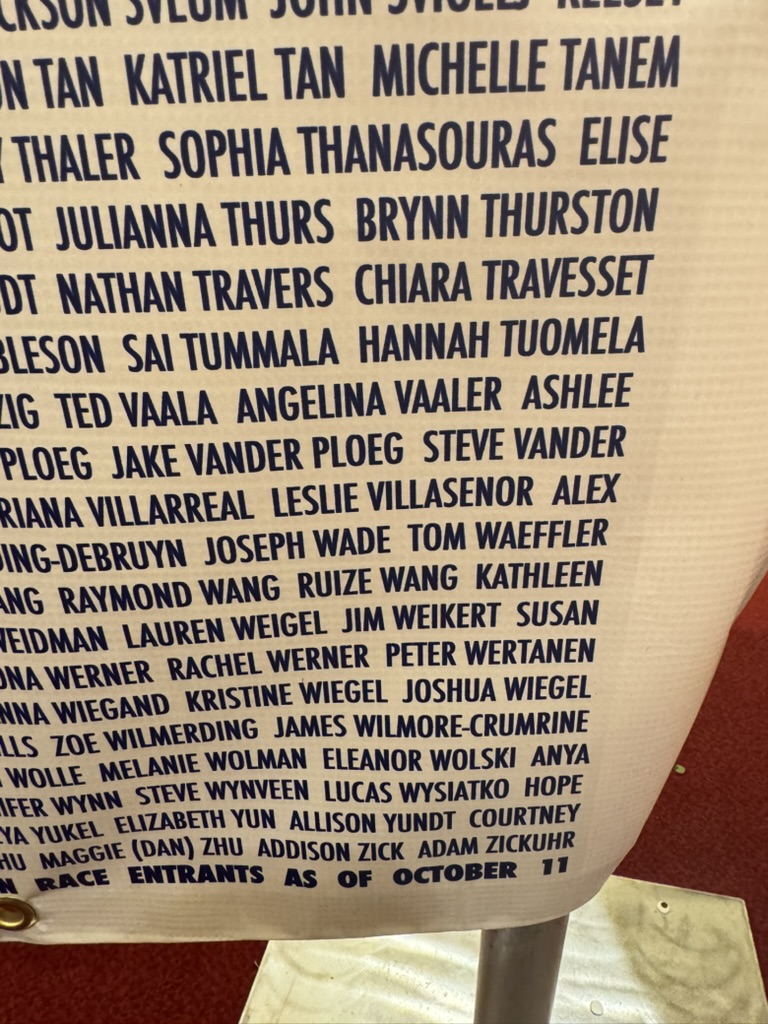 SVLUM JOHN
TAN KATRIEL TAN MICHELLE TANEM
THALER SOPHIA THANASOURAS ELISE
OT JULIANNA THURS BRYNN THURSTON
DT NATHAN TRAVERS CHIARA TRAVESSET
BLESON SAI TUMMALA HANNAH TUOMELA
ZIG TED VAALA ANGELINA VAALER ASHLEE
PLOEG JAKE VANDER PLOEG STEVE VANDER
RIANA VILLARREAL LESLIE VILLASENOR ALEX
UNG-DEBRUYN JOSEPH WADE TOM WAEFFLER
ANG RAYMOND WANG RUIZE WANG KATHLEEN
WEIDMAN LAUREN WEIGEL JIM WEIKERT SUSAN
ONA WERNER RACHEL WERNER PETER WERTANEN
NNA WIEGAND KRISTINE WIEGEL JOSHUA WIEGEL
LLS ZOE WILMERDING JAMES WILMORE-CRUMRINE
WOLLE MELANIE WOLMAN ELEANOR WOLSKI ANYA
IFER WYNN STEVE WYNVEEN LUCAS WYSIATKO HOPE
YA YUKEL ELIZABETH YUN ALLISON YUNDT COURTNEY
HU MAGGIE (DAN) ZHU ADDISON ZICK ADAM ZICKUHR
N RACE ENTRANTS AS OF OCTOBER 11